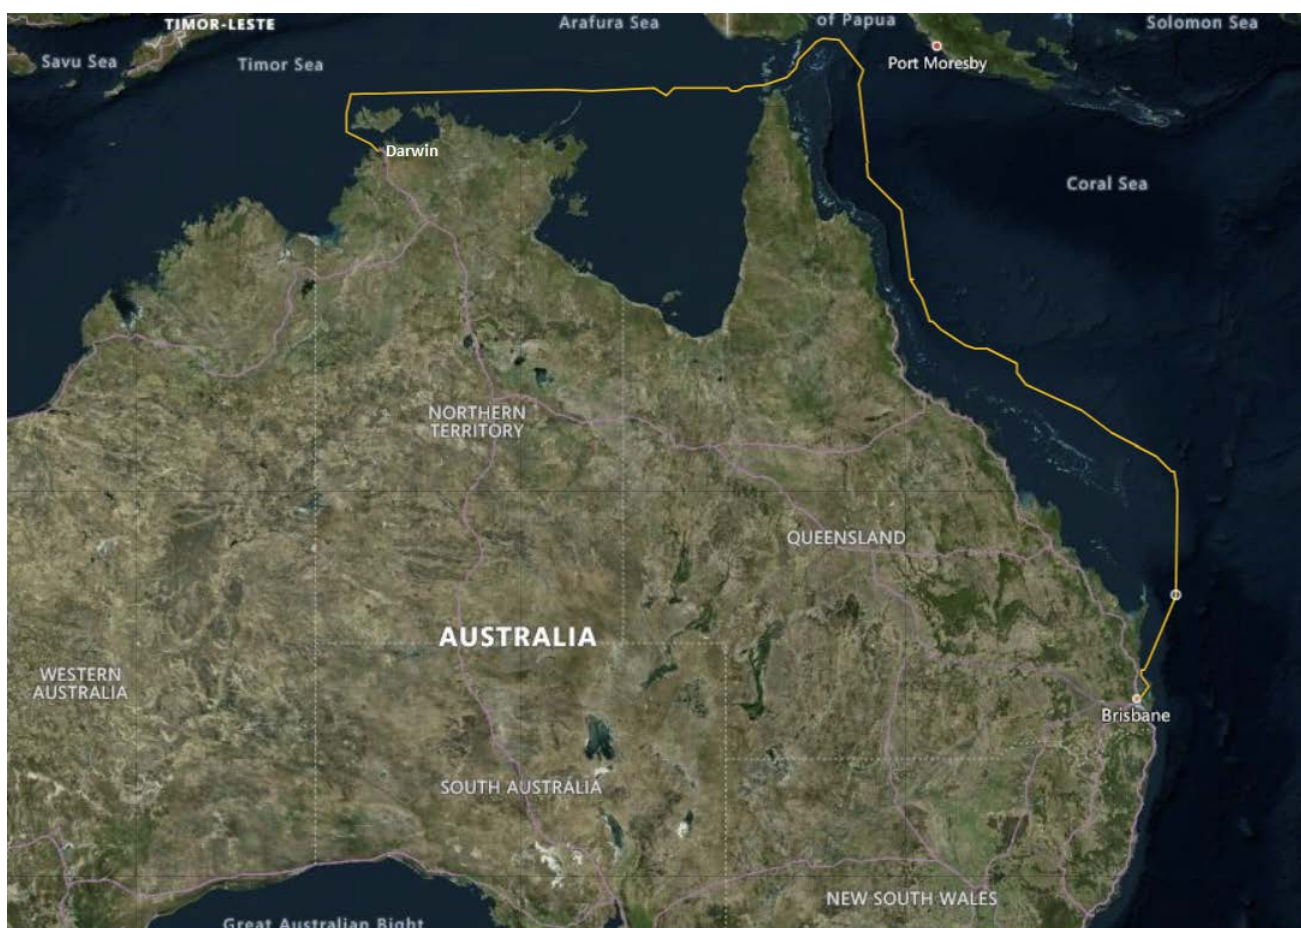 TIMOR-LESTE
Arafura Sea
of Papua
Solomon Sea
Savu Sea
Timor Sea
Port Moresby
Darwin
Coral Sea
NORTHERN
TERRITORY
QUEENSLAND
AUSTRALIA
WESTERN
AUSTRALIA
Brisbane
SOUTH AUSTRALIA
NEW SOUTH WALES
Great Australian Bight